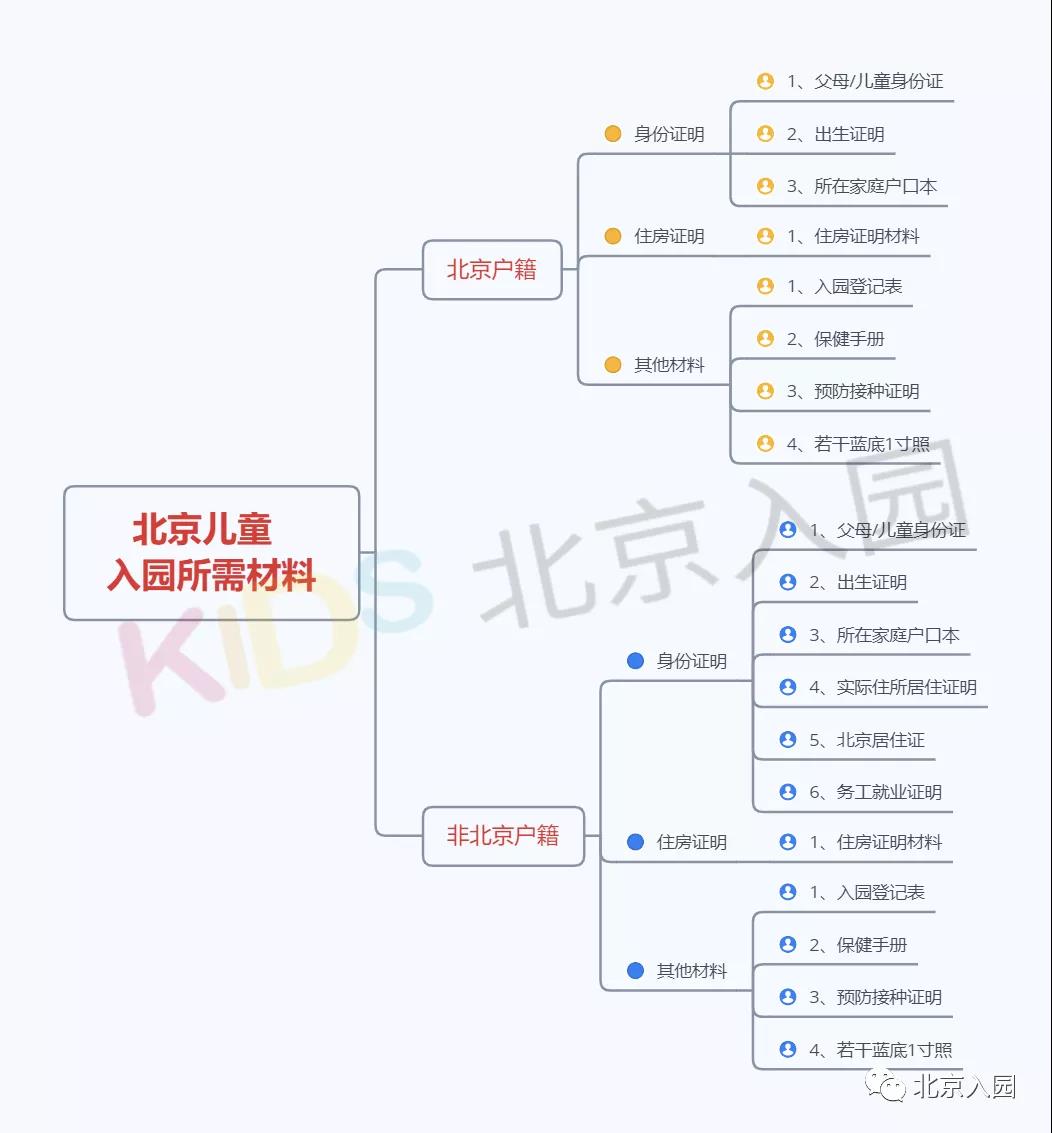 北京儿童
入园所需材料
北京户籍
身份证明
1、父母/儿童身份证
2、出生证明
3、所在家庭户口本
住房证明
1、住房证明材料
其他材料
1、入园登记表
2、保健手册
3、预防接种证明
4、若干蓝底1寸照
非北京户籍
身份证明
1、父母/儿童身份证
2、出生证明
3、所在家庭户口本
4、实际住所居住证明
5、北京居住证
6、务工就业证明
住房证明
1、住房证明材料
其他材料
1、入园登记表
2、保健手册
3、预防接种证明
4、若干蓝底1寸照
KiDS 北京入园
北京入园